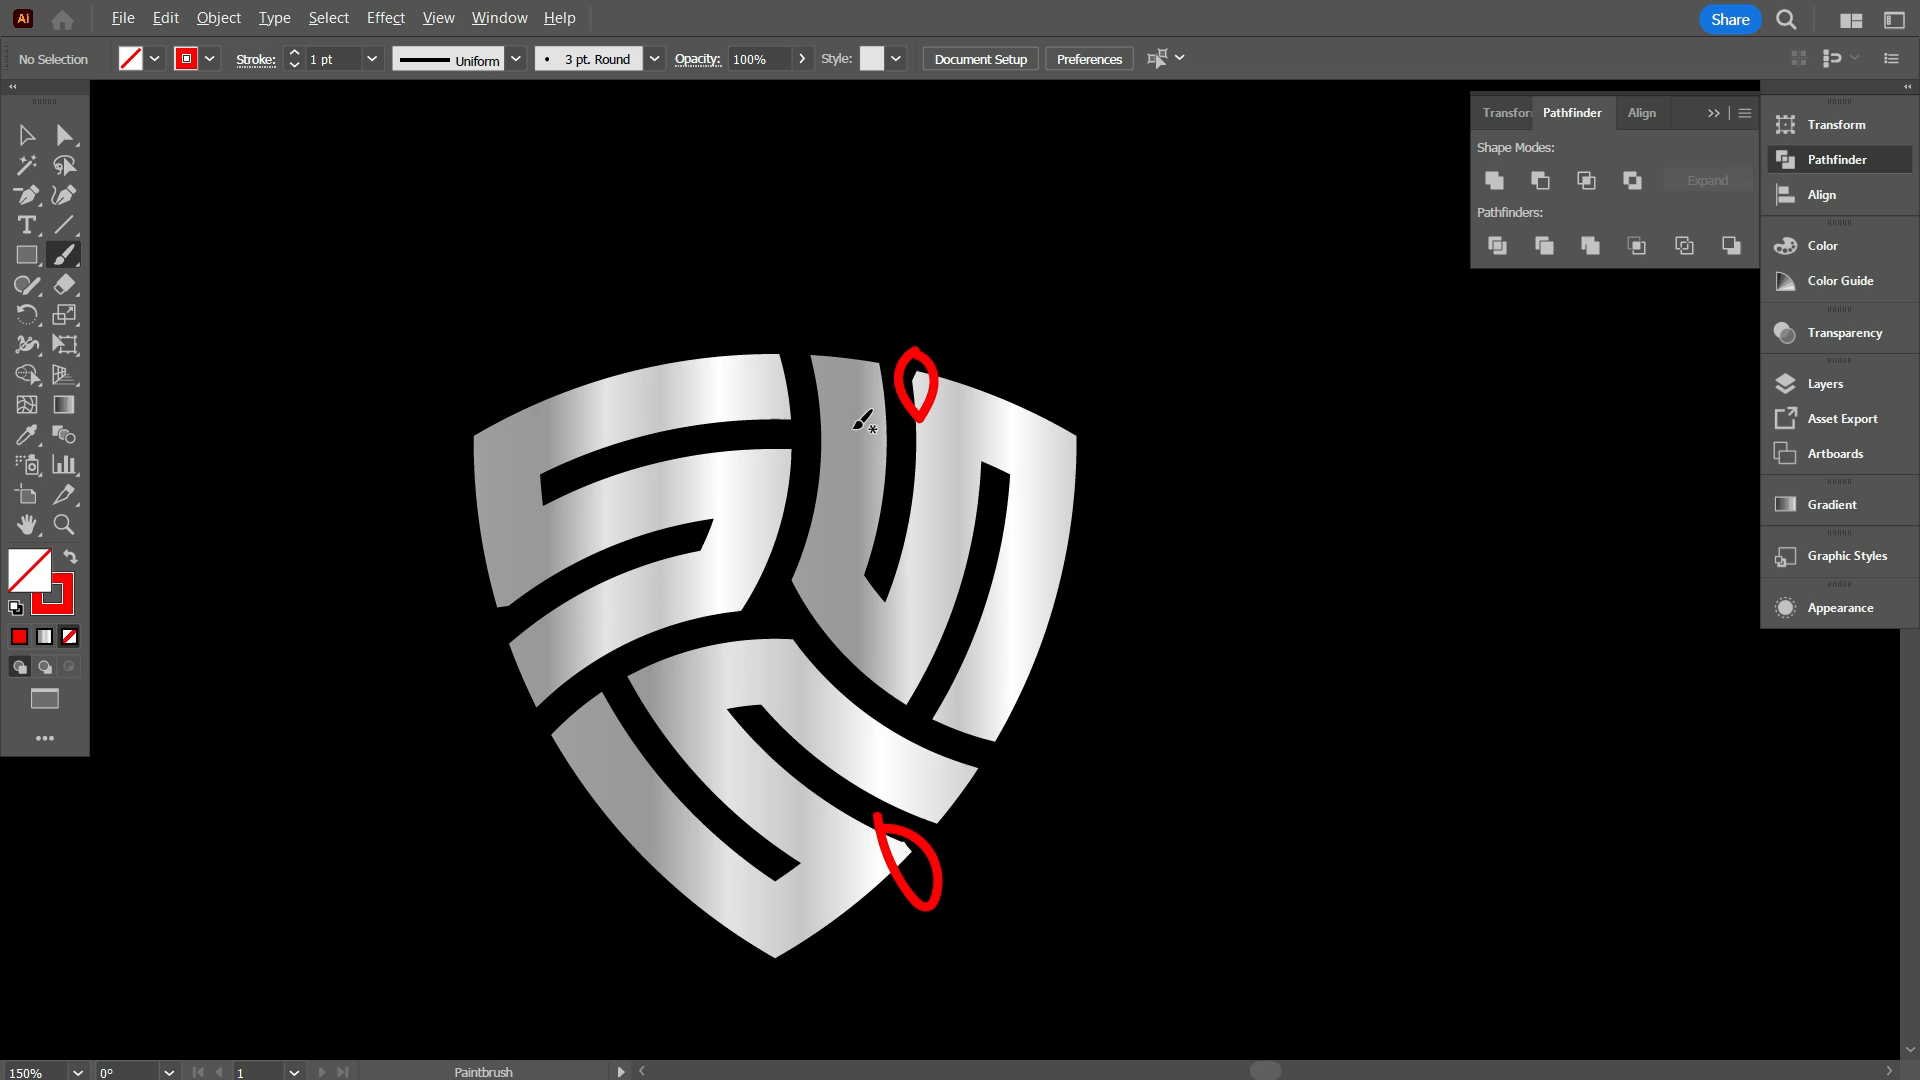 Ai File Edit Object Type Select Effect View Window Help Share
No Selection Stroke: 1 pt Uniform 3 pt. Round Opacity: 100% Style: Document Setup Preferences
Transfor Pathfinder Align
Shape Modes:
Expand
Pathfinders:
Transform
Pathfinder
Align
Color
Color Guide
Transparency
Layers
Asset Export
Artboards
Gradient
Graphic Styles
Appearance
150% 0° 1 Paintbrush